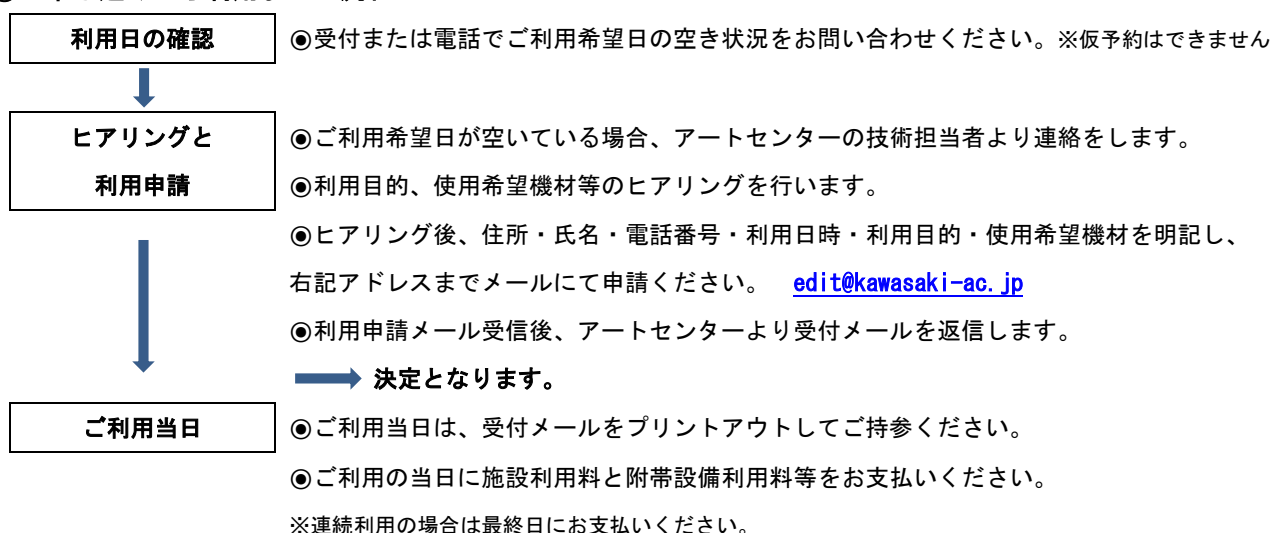 利用日の確認
◉受付または電話でご利用希望日の空き状況をお問い合わせください。※仮予約はできません
ヒアリングと
利用申請
◉ご利用希望日が空いている場合、アートセンターの技術担当者より連絡をします。
◉利用目的、使用希望機材等のヒアリングを行います。
◉ヒアリング後、住所・氏名・電話番号・利用日時・利用目的・使用希望機材を明記し、
右記アドレスまでメールにて申請ください。 edit@kawasaki-ac.jp
◉利用申請メール受信後、アートセンターより受付メールを返信します。
決定となります。
ご利用当日
◉ご利用当日は、受付メールをプリントアウトしてご持参ください。
◉ご利用の当日に施設利用料と附帯設備利用料等をお支払いください。
※連続利用の場合は最終日にお支払いください。